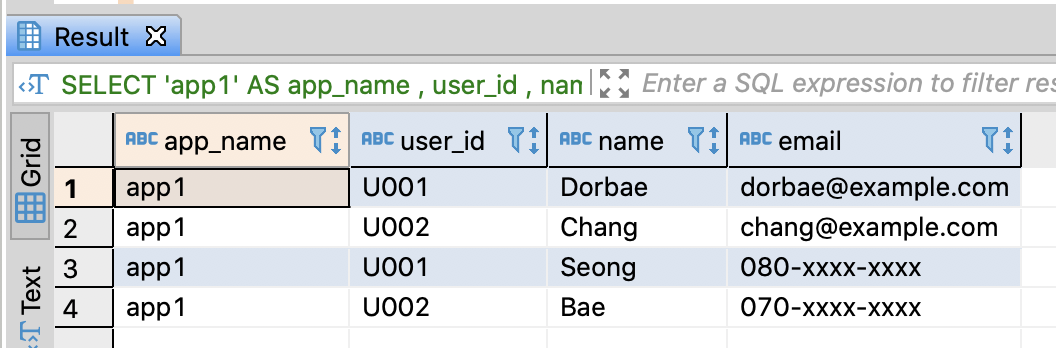 Result
SELECT 'app1' AS app_name , user_id , nam
Enter a SQL expression to filter res
Grid
Text
ABC app_name ABC user_id ABC name ABC email
1 app1 U001 Dorbae dorbae@example.com
2 app1 U002 Chang chang@example.com
3 app1 U001 Seong 080-xxxx-xxxx
4 app1 U002 Bae 070-xxxx-xxxx